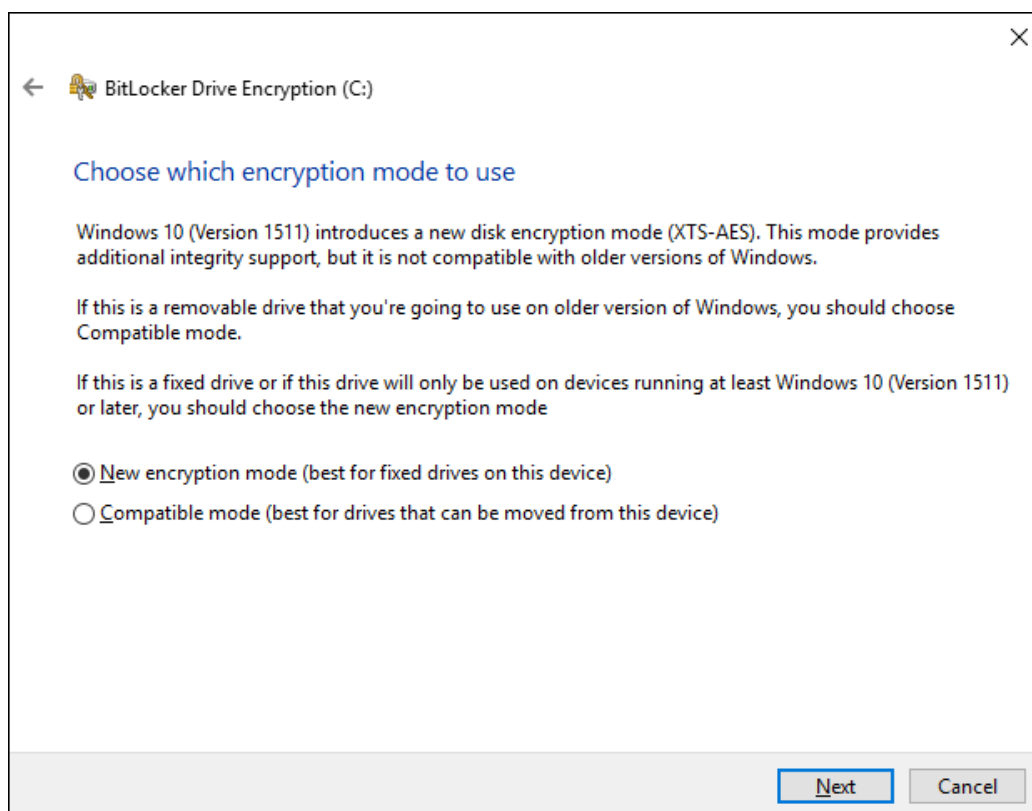 BitLocker Drive Encryption (C:)
Choose which encryption mode to use
Windows 10 (Version 1511) introduces a new disk encryption mode (XTS-AES). This mode provides
additional integrity support, but it is not compatible with older versions of Windows.
If this is a removable drive that you're going to use on older version of Windows, you should choose
Compatible mode.
If this is a fixed drive or if this drive will only be used on devices running at least Windows 10 (Version 1511)
or later, you should choose the new encryption mode
New encryption mode (best for fixed drives on this device)
Compatible mode (best for drives that can be moved from this device)
Next Cancel